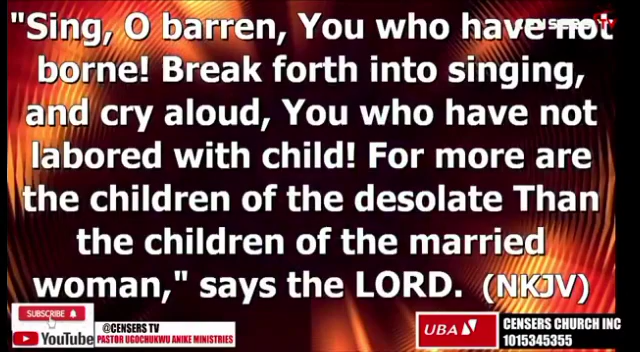 CENSERS TV
"Sing, O barren, You who have not
borne! Break forth into singing,
and cry aloud, You who have not
labored with child! For more are
the children of the desolate Than
the children of the married
woman," says the LORD. (NKJV)
SUBSCRIBE
YouTube
@CENSERS TV
PASTOR UGOCHUKWU ANIKE MINISTRIES
UBA
CENSERS CHURCH INC
1015345355